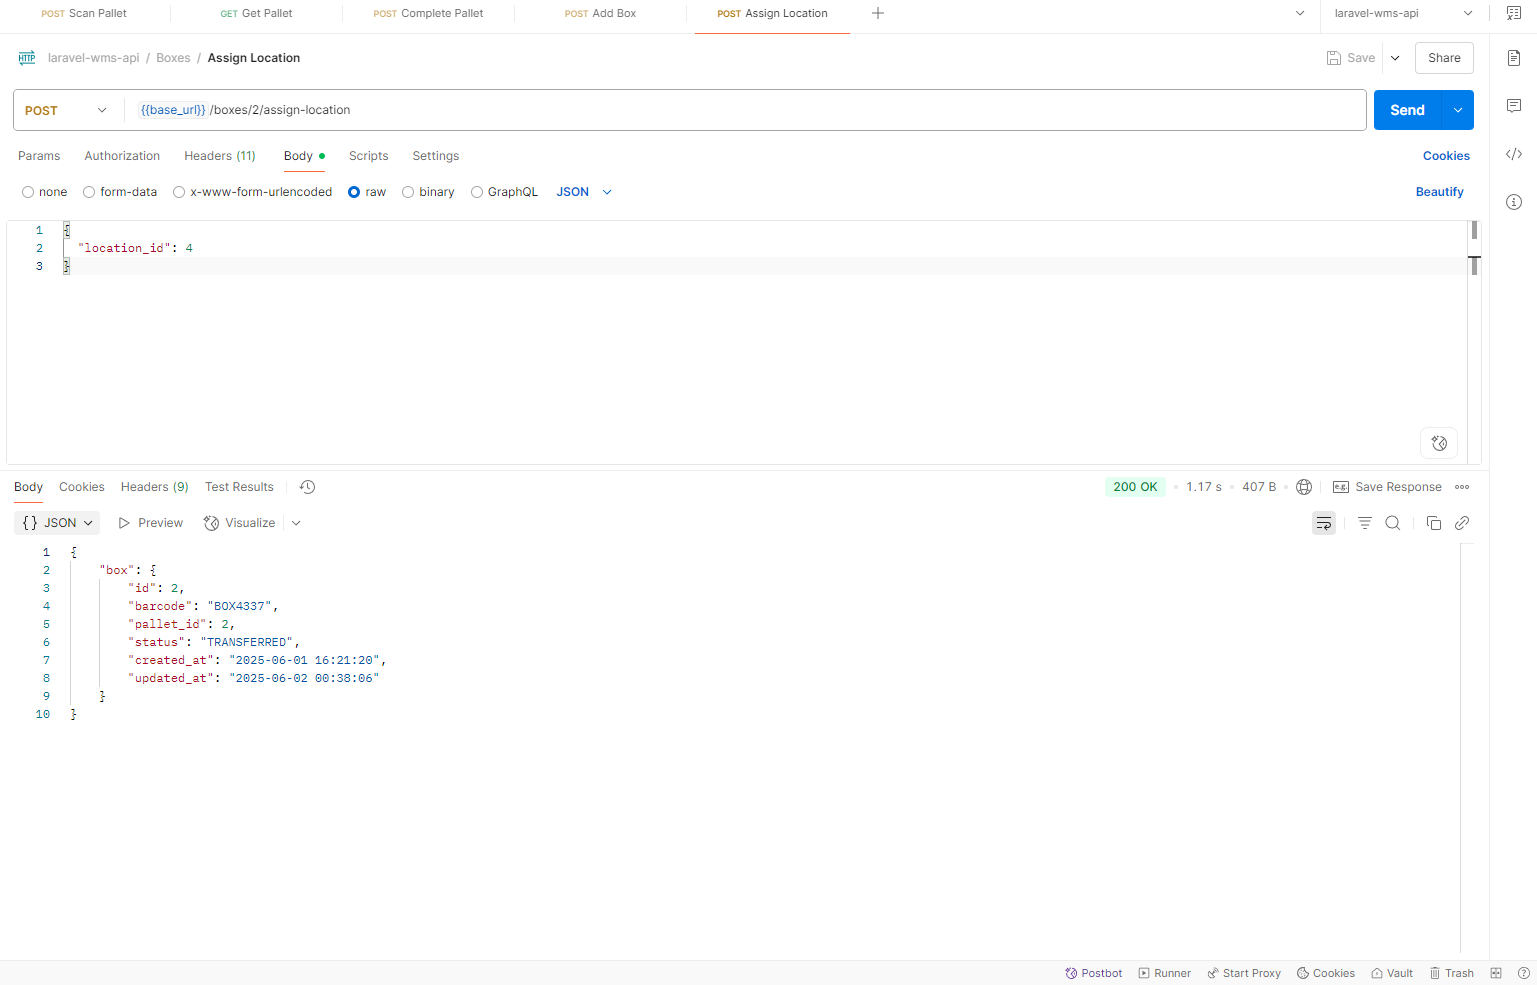 POST Scan Pallet GET Get Pallet POST Complete Pallet POST Add Box POST Assign Location laravel-wms-api
HTTP laravel-wms-api / Boxes / Assign Location Save Share
POST {{base_url}} /boxes/2/assign-location Send
Params Authorization Headers (11) Body Scripts Settings Cookies
none form-data x-www-form-urlencoded raw binary GraphQL JSON Beautify
1 {
2 "location_id": 4
3 }
Body Cookies Headers (9) Test Results 200 OK 1.17 s 407 B e.g. Save Response
{} JSON Preview Visualize
1 {
2 "box": {
3 "id": 2,
4 "barcode": "BOX4337",
5 "pallet_id": 2,
6 "status": "TRANSFERRED",
7 "created_at": "2025-06-01 16:21:20",
8 "updated_at": "2025-06-02 00:38:06"
9 }
10 }
Postbot Runner Start Proxy Cookies Vault Trash